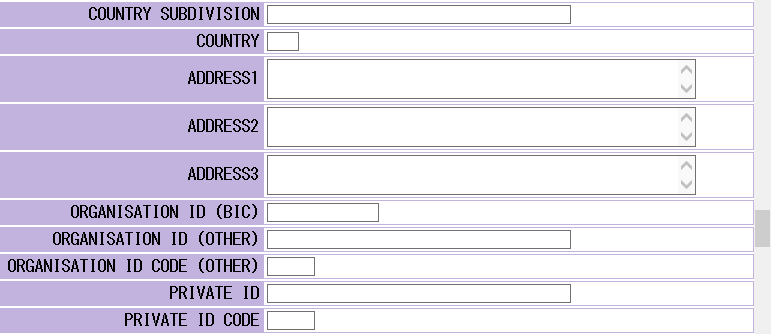 COUNTRY SUBDIVISION
COUNTRY
ADDRESS1
ADDRESS2
ADDRESS3
ORGANISATION ID (BIC)
ORGANISATION ID (OTHER)
ORGANISATION ID CODE (OTHER)
PRIVATE ID
PRIVATE ID CODE